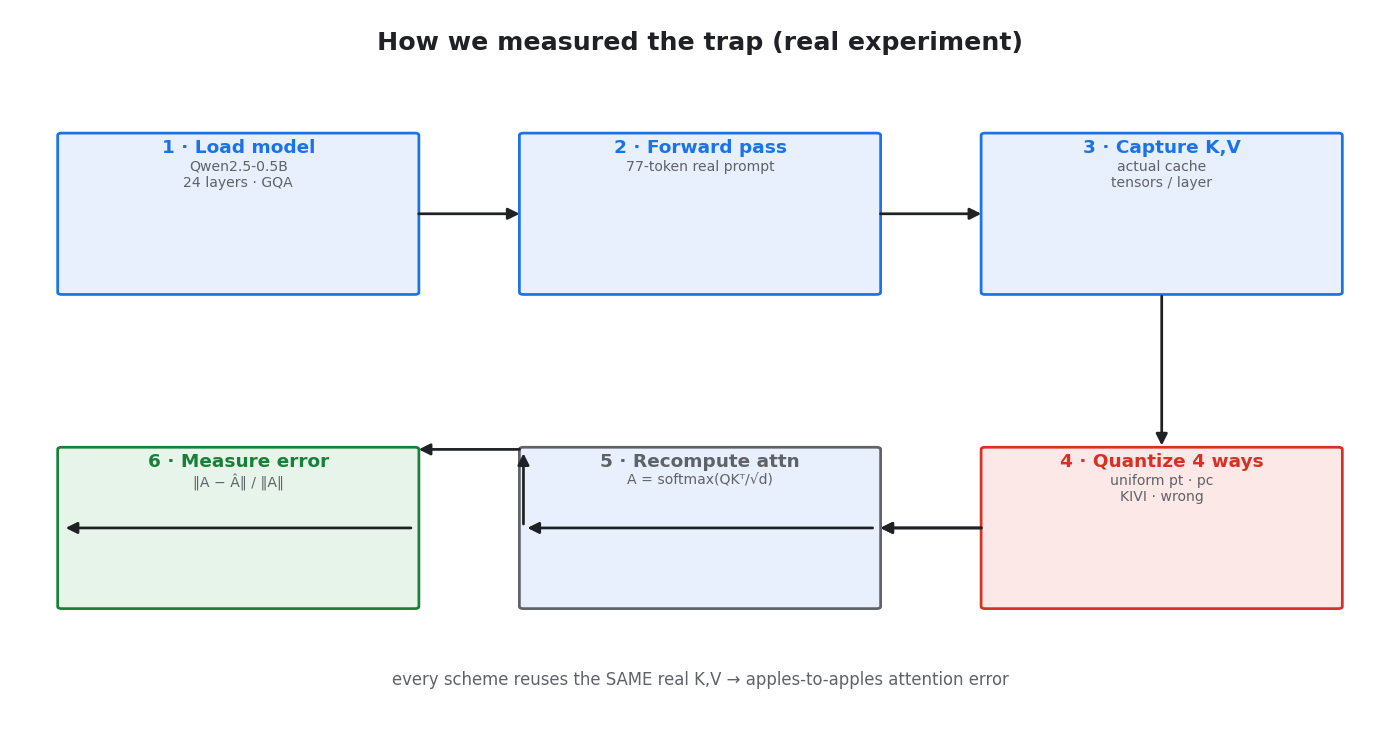 How we measured the trap (real experiment)
1 · Load model
Qwen2.5-0.5B
24 layers · GQA
2 · Forward pass
77-token real prompt
3 · Capture K,V
actual cache
tensors / layer
6 · Measure error
‖A − Â‖ / ‖A‖
5 · Recompute attn
A = softmax(QKᵀ/√d)
4 · Quantize 4 ways
uniform pt · pc
KIVI · wrong
every scheme reuses the SAME real K,V → apples-to-apples attention error